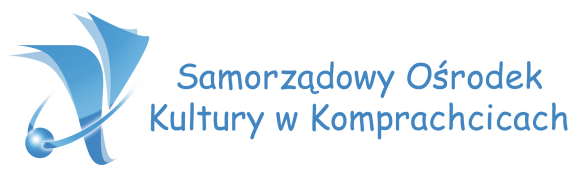 Samorządowy Ośrodek
Kultury w Komprachcicach